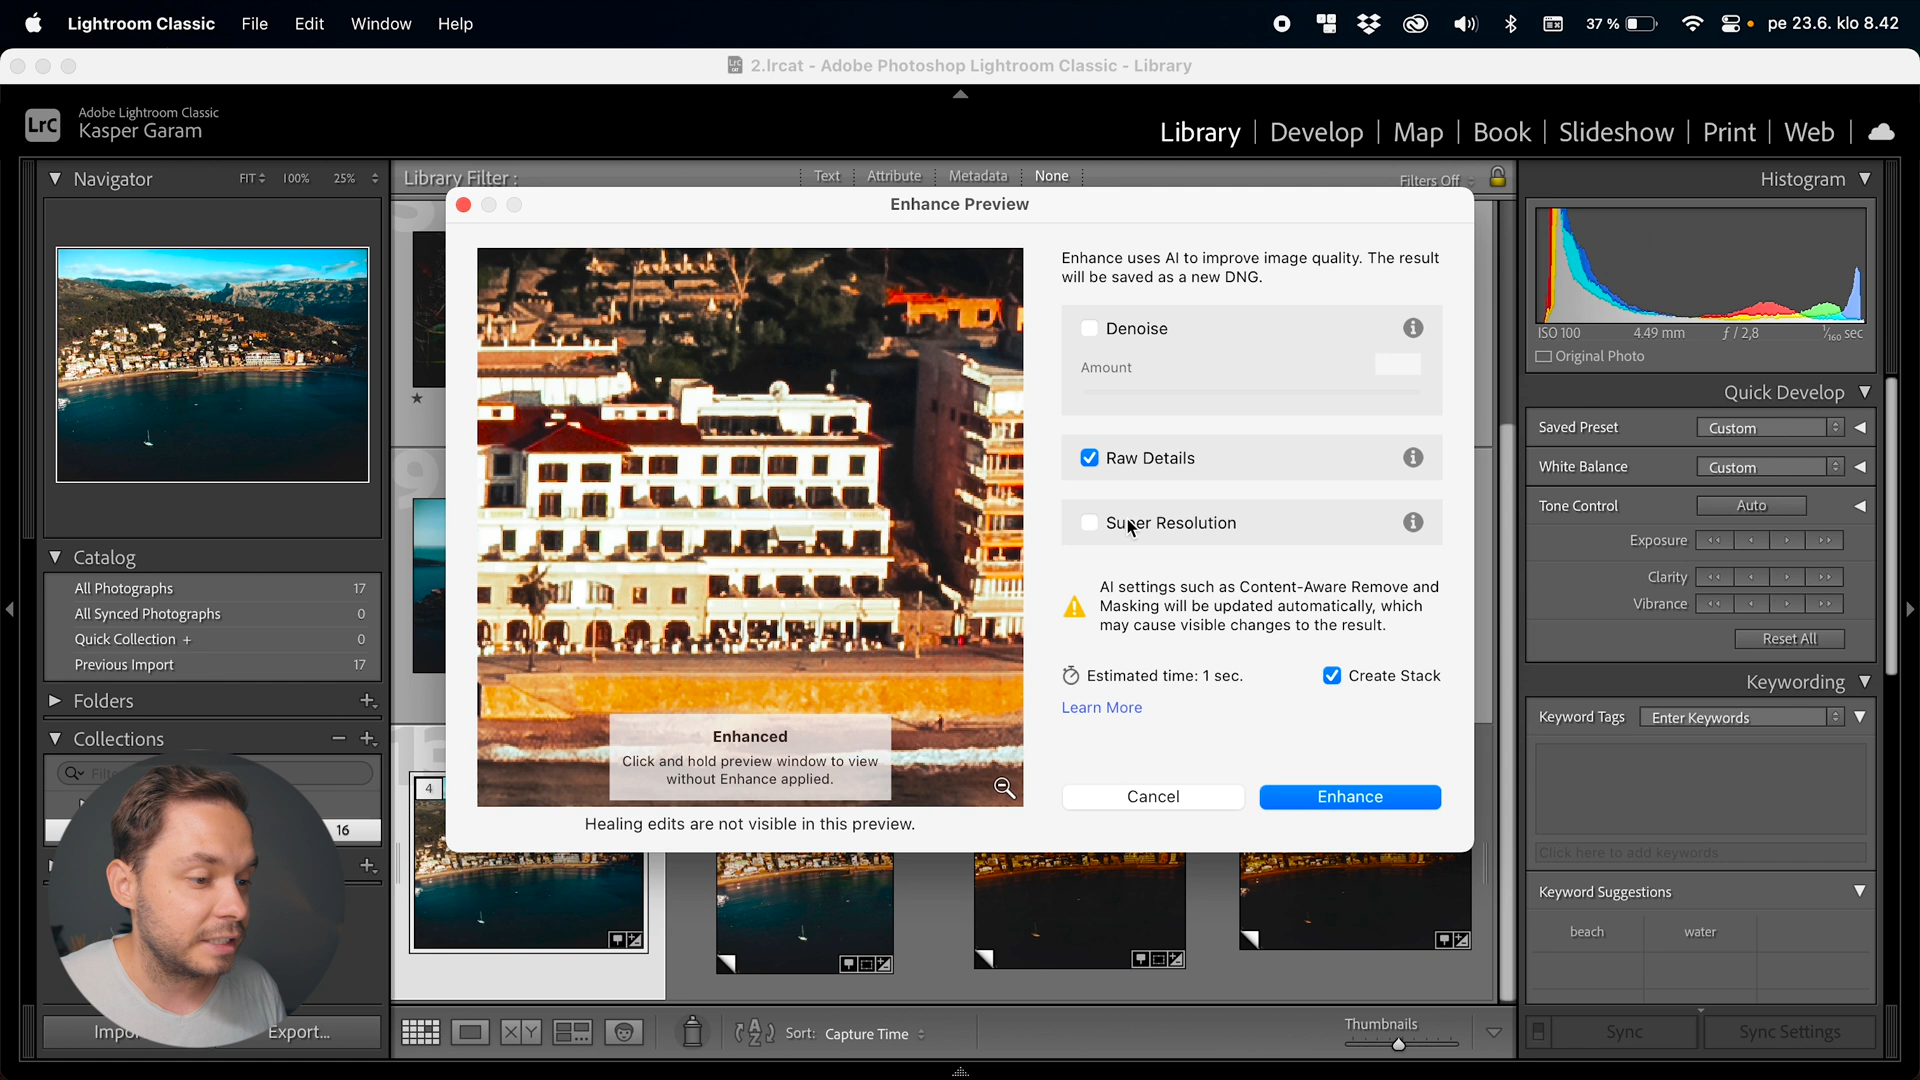 Lightroom Classic File Edit Window Help
37 % pe 23.6. klo 8.42
2.lrcat - Adobe Photoshop Lightroom Classic - Library
LrC
Adobe Lightroom Classic
Kasper Garam
Library Develop Map Book Slideshow Print Web
Navigator FIT 100% 25%
Library Filter : Text Attribute Metadata None Filters Off
Histogram
Enhance Preview
Enhance uses AI to improve image quality. The result
will be saved as a new DNG.
Denoise
Amount
Raw Details
Super Resolution
AI settings such as Content-Aware Remove and
Masking will be updated automatically, which
may cause visible changes to the result.
Estimated time: 1 sec. Create Stack
Learn More
Enhanced
Click and hold preview window to view
without Enhance applied.
Cancel Enhance
Healing edits are not visible in this preview.
Catalog
All Photographs 17
All Synced Photographs 0
Quick Collection + 0
Previous Import 17
Folders
Collections
16
4
Export...
Sort: Capture Time
Thumbnails
ISO 100 4.49 mm ƒ / 2,8 1/160 sec
Original Photo
Quick Develop
Saved Preset Custom
White Balance Custom
Tone Control Auto
Exposure
Clarity
Vibrance
Reset All
Keywording
Keyword Tags Enter Keywords
Click here to add keywords
Keyword Suggestions
beach water
Sync Sync Settings